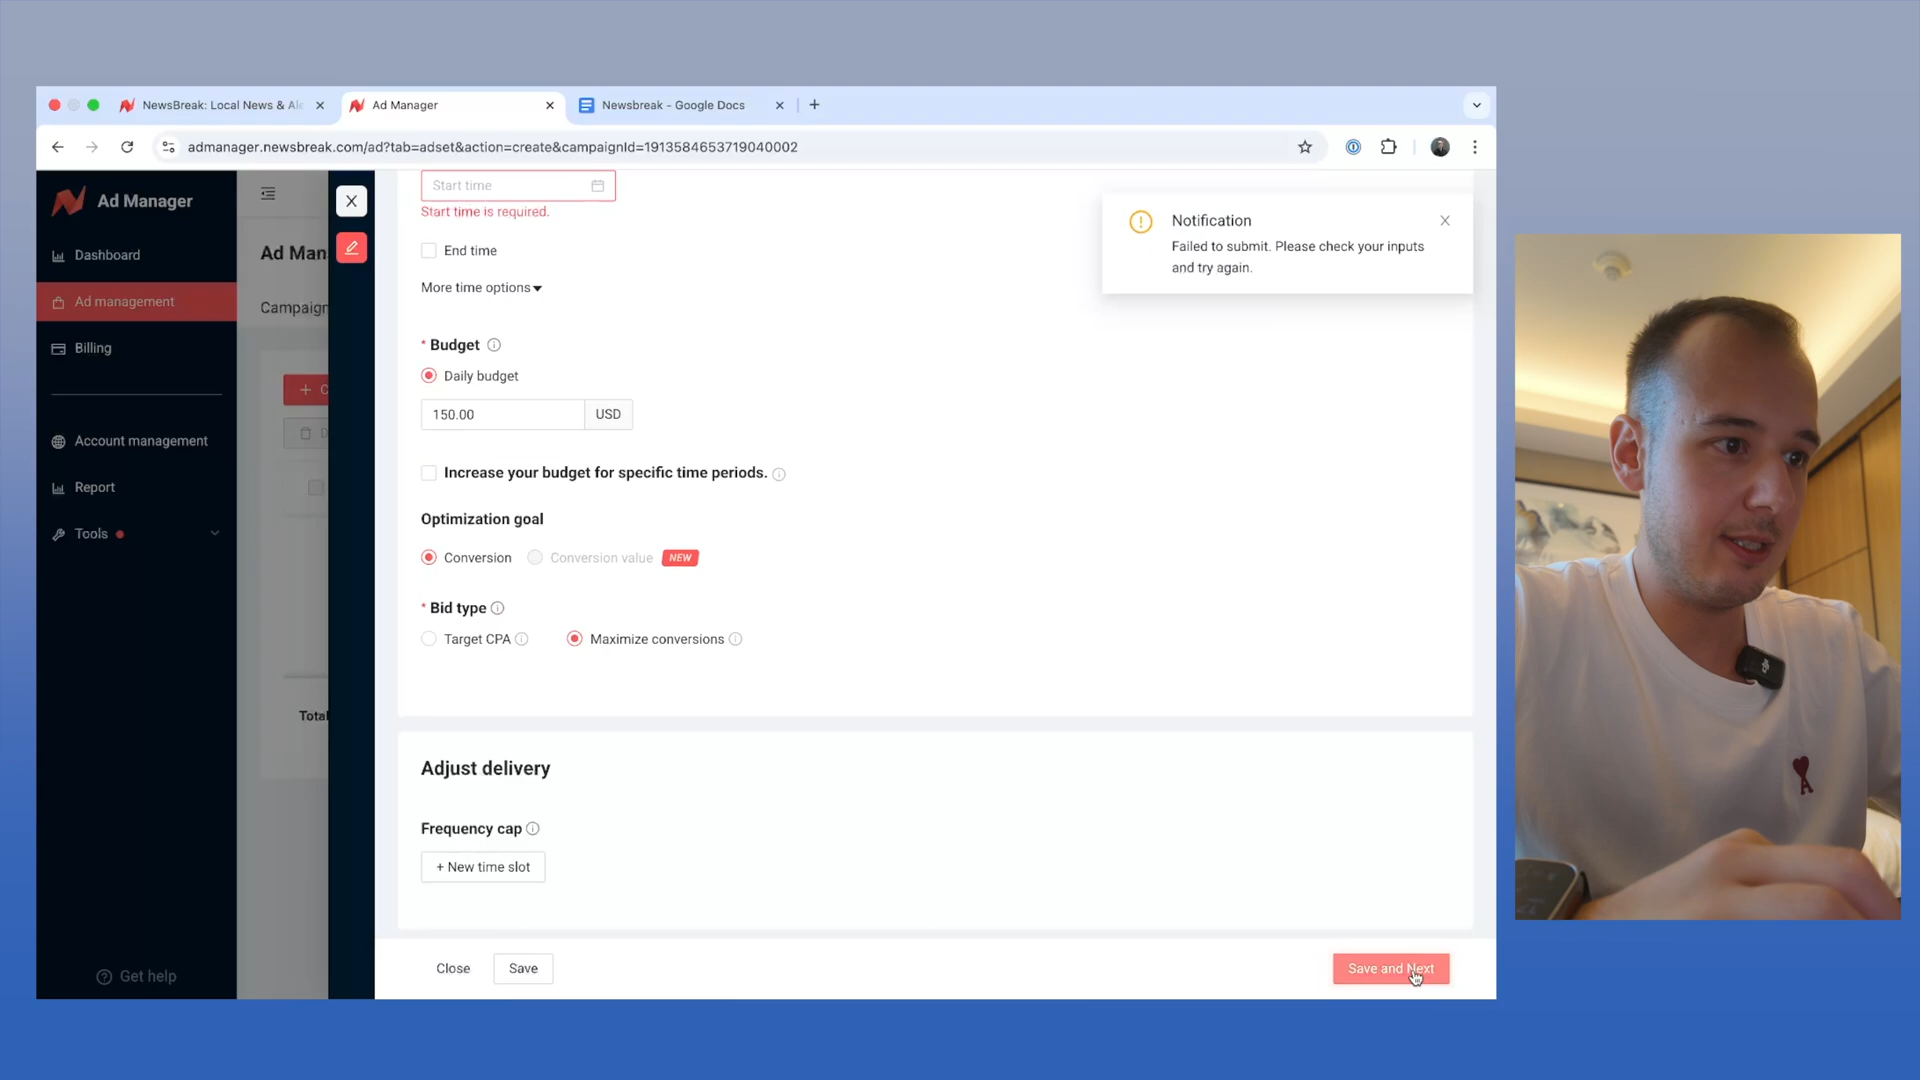 NewsBreak: Local News & Ale
Ad Manager
Newsbreak - Google Docs
admanager.newsbreak.com/ad?tab=adset&action=create&campaignId=1913584653719040002
Ad Manager
Dashboard
Ad management
Billing
Account management
Report
Tools
Get help
Ad Man
Campaign
+ C
D
Total
Start time
Start time is required.
End time
More time options
Notification
Failed to submit. Please check your inputs
and try again.
* Budget
Daily budget
150.00 USD
Increase your budget for specific time periods.
Optimization goal
Conversion Conversion value NEW
* Bid type
Target CPA Maximize conversions
Adjust delivery
Frequency cap
+ New time slot
Close Save Save and Next